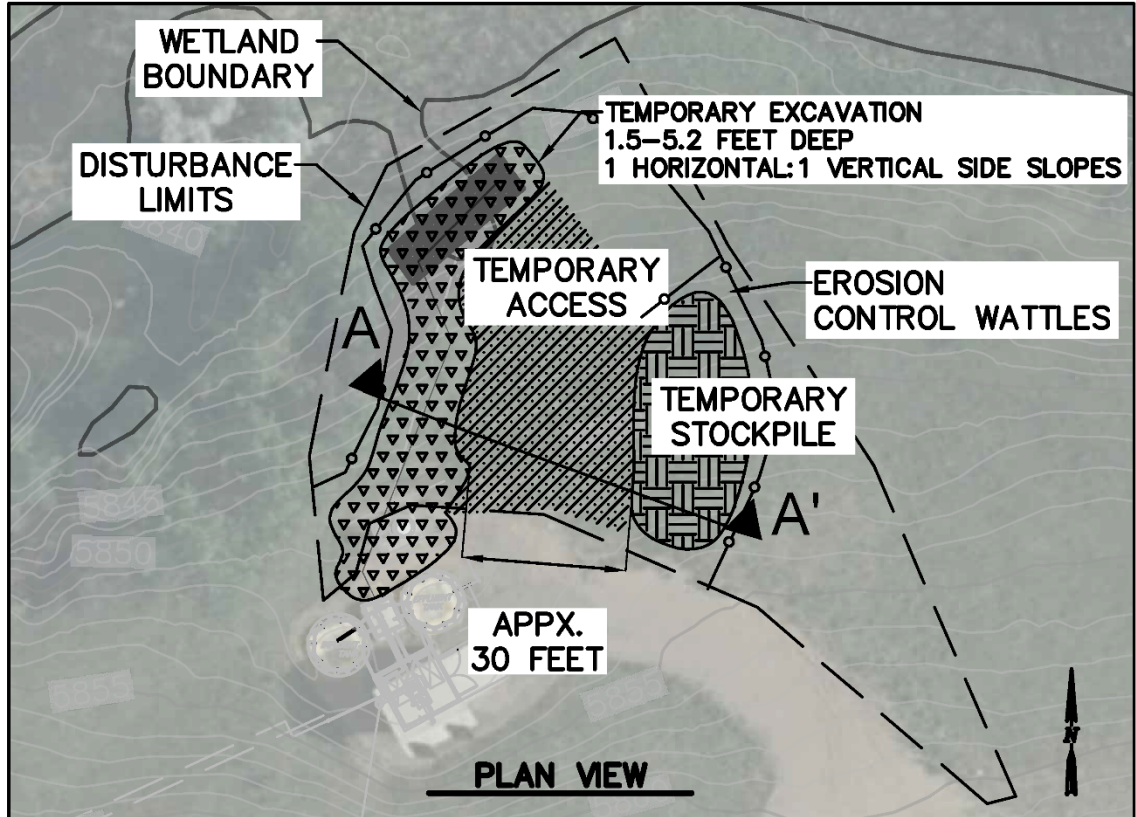 WETLAND
BOUNDARY
TEMPORARY EXCAVATION
1.5–5.2 FEET DEEP
1 HORIZONTAL:1 VERTICAL SIDE SLOPES
DISTURBANCE
LIMITS
5840
TEMPORARY
ACCESS
EROSION
CONTROL WATTLES
A
TEMPORARY
STOCKPILE
5845
A'
5850
APPX.
30 FEET
5855
N
PLAN VIEW